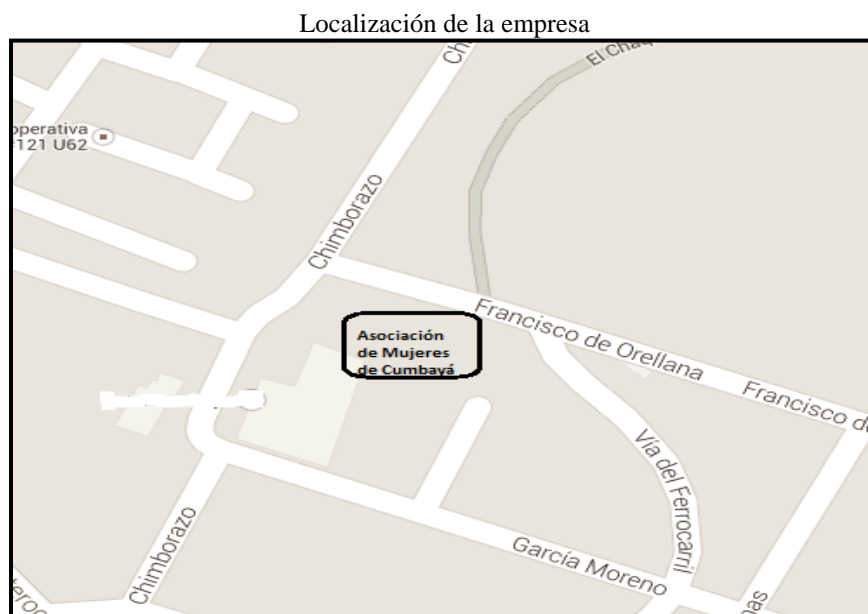 Localización de la empresa
El Chaq
operativa
121 U62
Chimborazo
Asociación
de Mujeres
de Cumbayá
Francisco de Orellana
Francisco de
Vía del Ferrocarril
García Moreno
Chimborazo